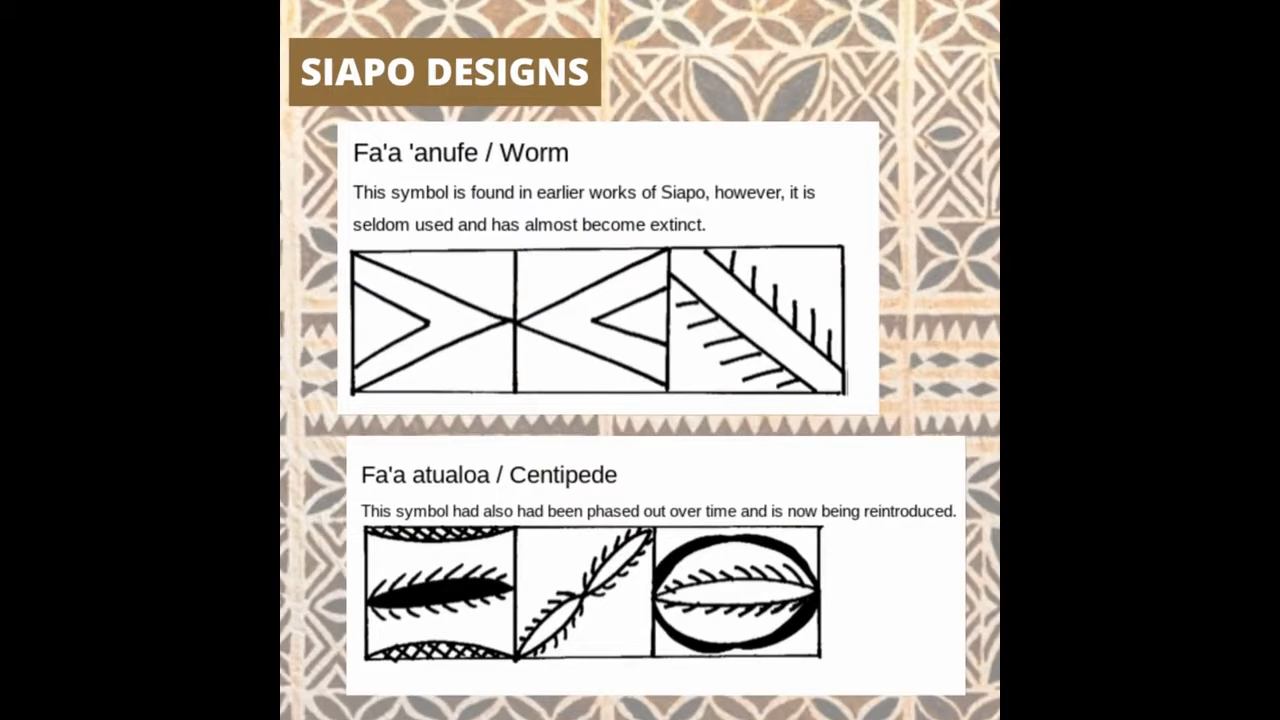 SIAPO DESIGNS
Fa'a 'anufe / Worm
This symbol is found in earlier works of Siapo, however, it is
seldom used and has almost become extinct.
Fa'a atualoa / Centipede
This symbol had also had been phased out over time and is now being reintroduced.